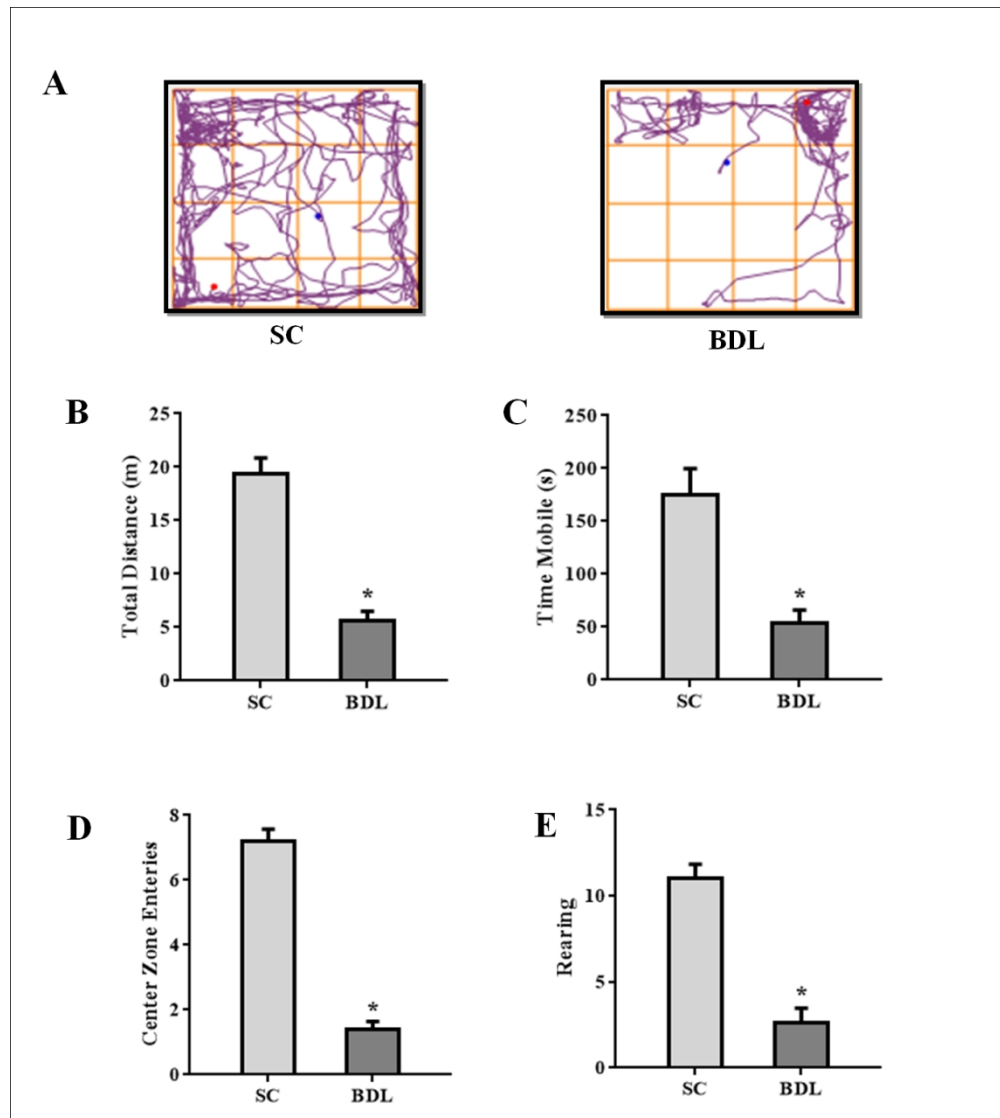 A
SC
BDL
B
Total Distance (m)
25
20
15
10
5
0
*
SC
BDL
C
Time Mobile (s)
250
200
150
100
50
0
*
SC
BDL
D
Center Zone Enteries
8
6
4
2
0
*
SC
BDL
E
Rearing
15
10
5
0
*
SC
BDL